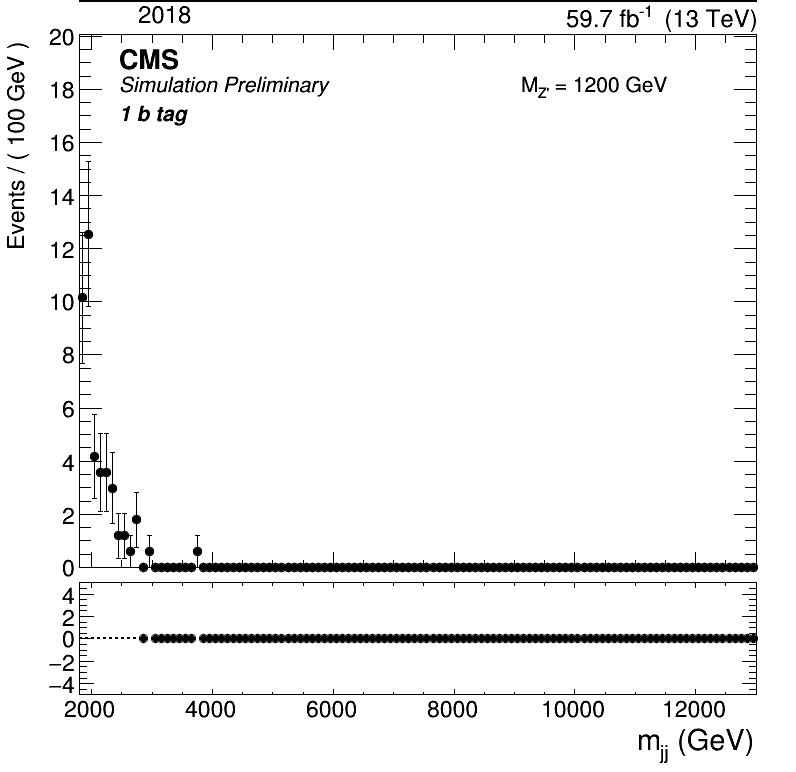 2018 59.7 fb⁻¹ (13 TeV)
CMS
Simulation Preliminary
M_Z' = 1200 GeV
1 b tag
Events / ( 100 GeV )
20
18
16
14
12
10
8
6
4
2
0
4
2
0
−2
−4
2000 4000 6000 8000 10000 12000
m_jj (GeV)